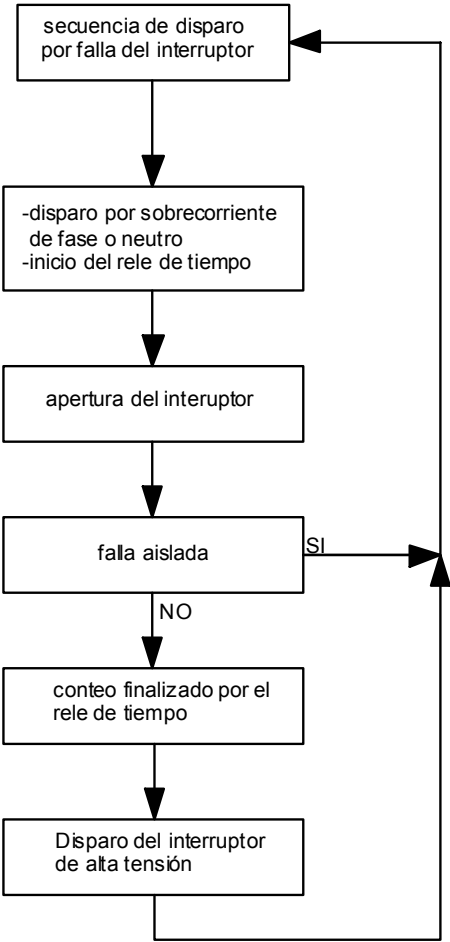 secuencia de disparo
por falla del interruptor
-disparo por sobrecorriente
de fase o neutro
-inicio del rele de tiempo
apertura del interuptor
falla aislada
SI
NO
conteo finalizado por el
rele de tiempo
Disparo del interruptor
de alta tensión